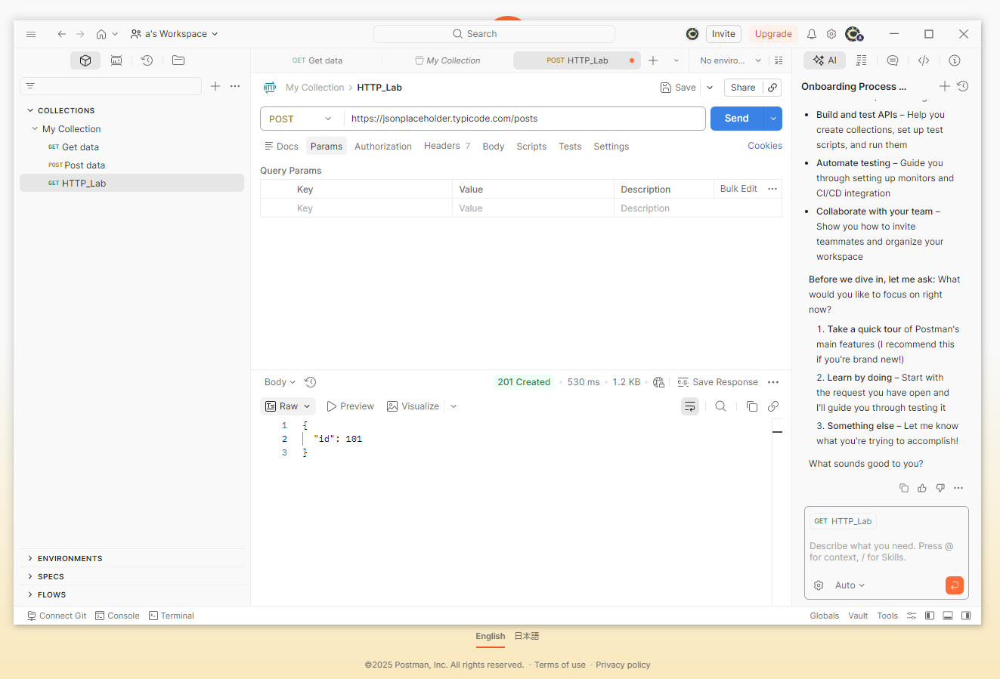 a's Workspace
Search
Invite
Upgrade
A
GET Get data
My Collection
POST HTTP_Lab
No enviro...
AI
HTTP
My Collection > HTTP_Lab
Save
Share
Onboarding Process ...
COLLECTIONS
My Collection
GET Get data
POST Post data
GET HTTP_Lab
POST
https://jsonplaceholder.typicode.com/posts
Send
Docs
Params
Authorization
Headers 7
Body
Scripts
Tests
Settings
Cookies
Query Params
Key
Value
Description
Bulk Edit
Key
Value
Description
Body
201 Created
530 ms
1.2 KB
e.g.
Save Response
Raw
Preview
Visualize
1 {
2 "id": 101
3 }
• Build and test APIs – Help you
create collections, set up test
scripts, and run them
• Automate testing – Guide you
through setting up monitors and
CI/CD integration
• Collaborate with your team –
Show you how to invite
teammates and organize your
workspace
Before we dive in, let me ask: What
would you like to focus on right
now?
1. Take a quick tour of Postman's
main features (I recommend this
if you're brand new!)
2. Learn by doing – Start with
the request you have open and
I'll guide you through testing it
3. Something else – Let me know
what you're trying to accomplish!
What sounds good to you?
GET HTTP_Lab
Describe what you need. Press @
for context, / for Skills.
Auto
ENVIRONMENTS
SPECS
FLOWS
Connect Git
Console
Terminal
Globals
Vault
Tools
English
日本語
©2025 Postman, Inc. All rights reserved. · Terms of use · Privacy policy